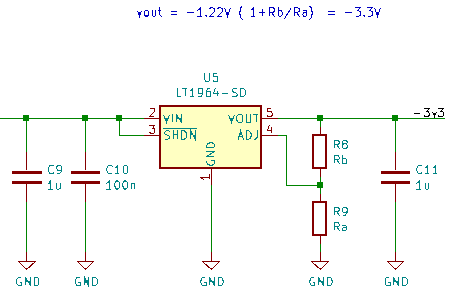 vout = -1.22V ( 1+Rb/Ra) = -3.3V
U5
LT1964-SD
2 VIN VOUT 5
3 SHDN ADJ 4
GND
1
-3v3
C9
1u
C10
100n
R8
Rb
R9
Ra
C11
1u
GND GND GND GND GND